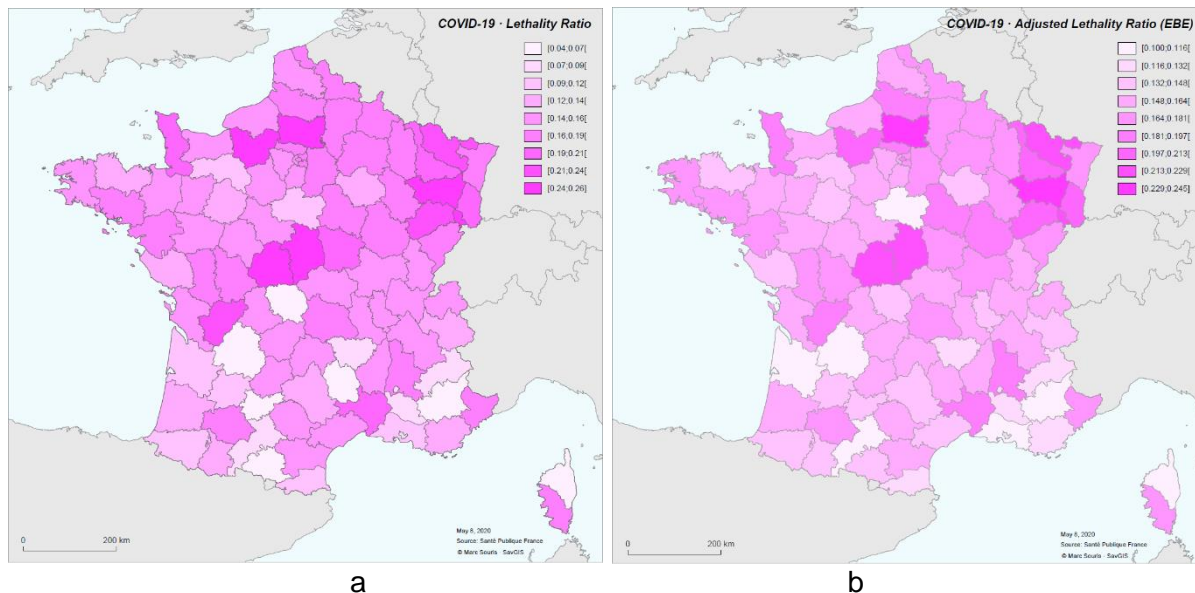 COVID-19 · Lethality Ratio
[0.04;0.07[
[0.07;0.09[
[0.09;0.12[
[0.12;0.14[
[0.14;0.16[
[0.16;0.19[
[0.19;0.21[
[0.21;0.24[
[0.24;0.26[
0
200 km
May 8, 2020
Source: Santé Publique France
© Marc Souris - SavGIS
a
COVID-19 · Adjusted Lethality Ratio (EBE)
[0.100;0.116[
[0.116;0.132[
[0.132;0.148[
[0.148;0.164[
[0.164;0.181[
[0.181;0.197[
[0.197;0.213[
[0.213;0.229[
[0.229;0.245[
0
200 km
May 8, 2020
Source: Santé Publique France
© Marc Souris - SavGIS
b